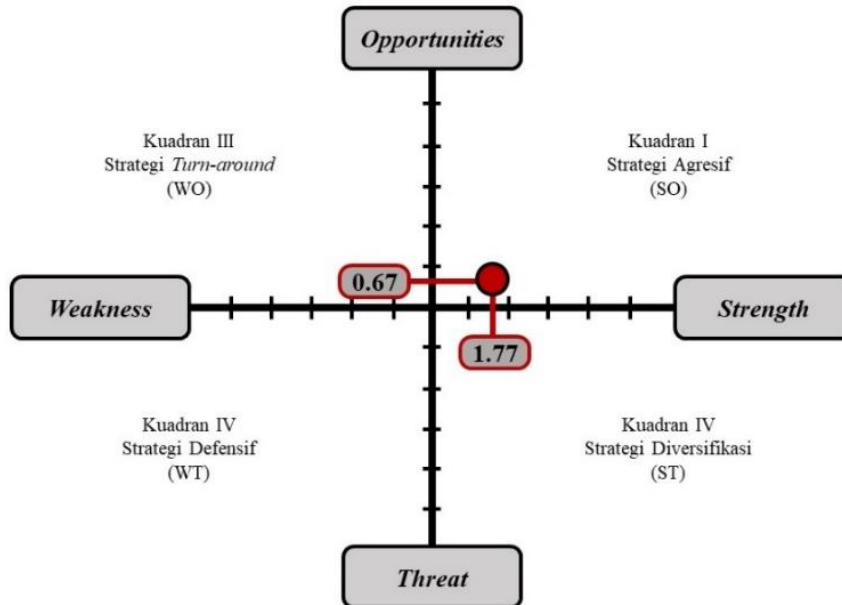 Opportunities
Kuadran III
Strategi Turn-around
(WO)
Kuadran I
Strategi Agresif
(SO)
0.67
Weakness
Strength
1.77
Kuadran IV
Strategi Defensif
(WT)
Kuadran IV
Strategi Diversifikasi
(ST)
Threat